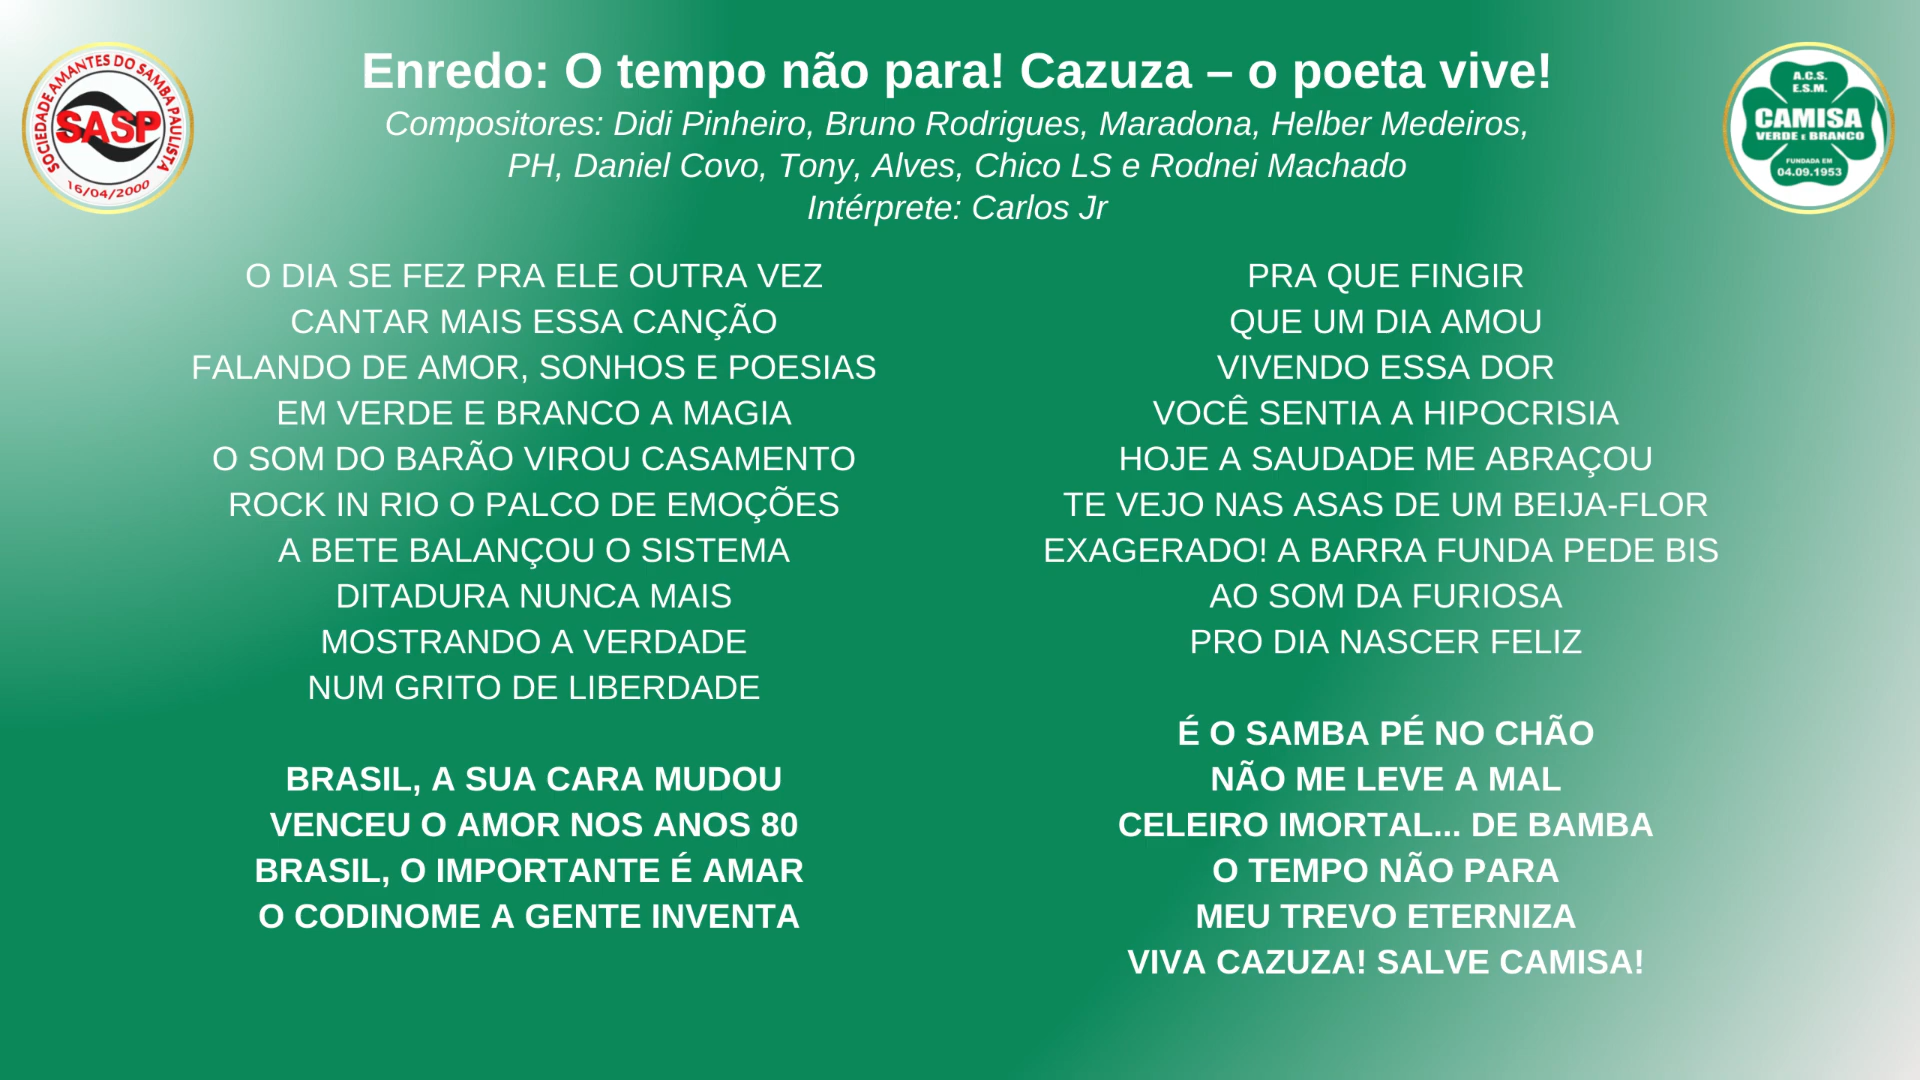 SOCIEDADE AMANTES DO SAMBA PAULISTA
SASP
16/04/2000
Enredo: O tempo não para! Cazuza – o poeta vive!
Compositores: Didi Pinheiro, Bruno Rodrigues, Maradona, Helber Medeiros,
PH, Daniel Covo, Tony, Alves, Chico LS e Rodnei Machado
Intérprete: Carlos Jr
A.C.S.
E.S.M.
CAMISA
VERDE E BRANCO
FUNDADA EM
04.09.1953
O DIA SE FEZ PRA ELE OUTRA VEZ
CANTAR MAIS ESSA CANÇÃO
FALANDO DE AMOR, SONHOS E POESIAS
EM VERDE E BRANCO A MAGIA
O SOM DO BARÃO VIROU CASAMENTO
ROCK IN RIO O PALCO DE EMOÇÕES
A BETE BALANÇOU O SISTEMA
DITADURA NUNCA MAIS
MOSTRANDO A VERDADE
NUM GRITO DE LIBERDADE
BRASIL, A SUA CARA MUDOU
VENCEU O AMOR NOS ANOS 80
BRASIL, O IMPORTANTE É AMAR
O CODINOME A GENTE INVENTA
PRA QUE FINGIR
QUE UM DIA AMOU
VIVENDO ESSA DOR
VOCÊ SENTIA A HIPOCRISIA
HOJE A SAUDADE ME ABRAÇOU
TE VEJO NAS ASAS DE UM BEIJA-FLOR
EXAGERADO! A BARRA FUNDA PEDE BIS
AO SOM DA FURIOSA
PRO DIA NASCER FELIZ
É O SAMBA PÉ NO CHÃO
NÃO ME LEVE A MAL
CELEIRO IMORTAL... DE BAMBA
O TEMPO NÃO PARA
MEU TREVO ETERNIZA
VIVA CAZUZA! SALVE CAMISA!